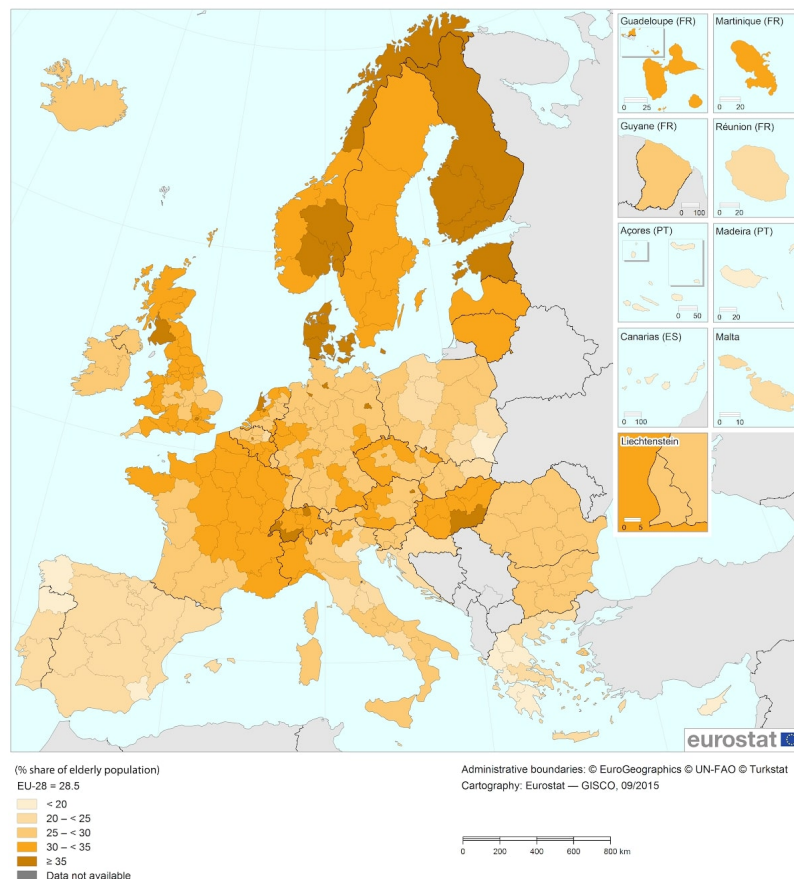 Guadeloupe (FR)
0 25
Martinique (FR)
0 20
Guyane (FR)
0 100
Réunion (FR)
0 20
Açores (PT)
0 50
Madeira (PT)
0 20
Canarias (ES)
0 100
Malta
0 10
Liechtenstein
0 5
eurostat
(% share of elderly population)
EU-28 = 28.5
< 20
20 – < 25
25 – < 30
30 – < 35
≥ 35
Data not available
Administrative boundaries: © EuroGeographics © UN-FAO © Turkstat
Cartography: Eurostat — GISCO, 09/2015
0 200 400 600 800 km